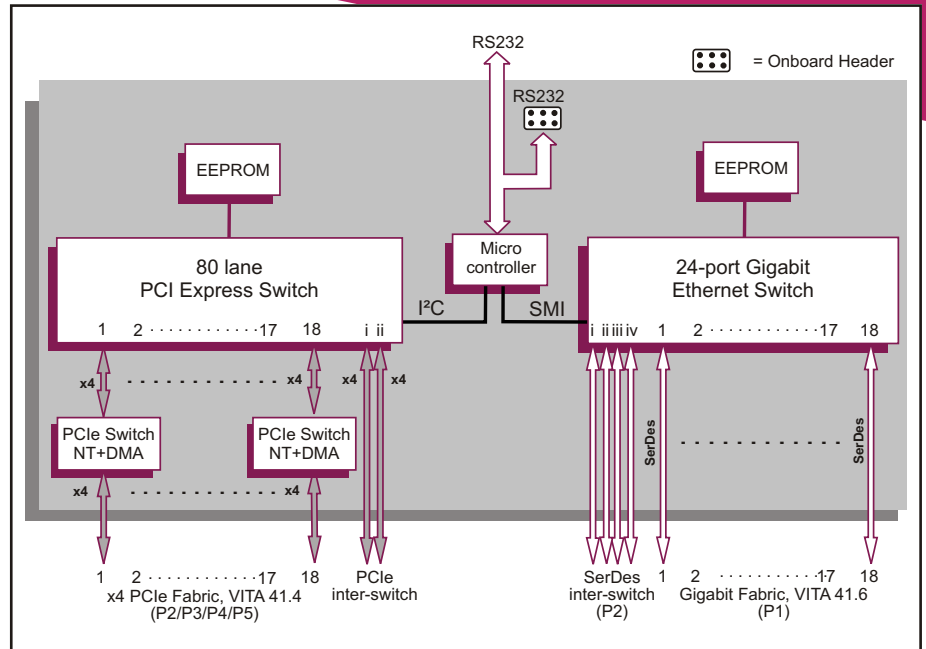 RS232
= Onboard Header
RS232
EEPROM
EEPROM
Micro
controller
80 lane
PCI Express Switch
24-port Gigabit
Ethernet Switch
I²C
SMI
1 2 ············ 17 18 i ii
i ii iii iv 1 2 ············ 17 18
x4 x4 x4 x4
SerDes SerDes
PCIe Switch
NT+DMA
PCIe Switch
NT+DMA
x4 x4
1 2 ············ 17 18
x4 PCIe Fabric, VITA 41.4
(P2/P3/P4/P5)
PCIe
inter-switch
SerDes
inter-switch
(P2)
1 2 ············ 17 18
Gigabit Fabric, VITA 41.6
(P1)